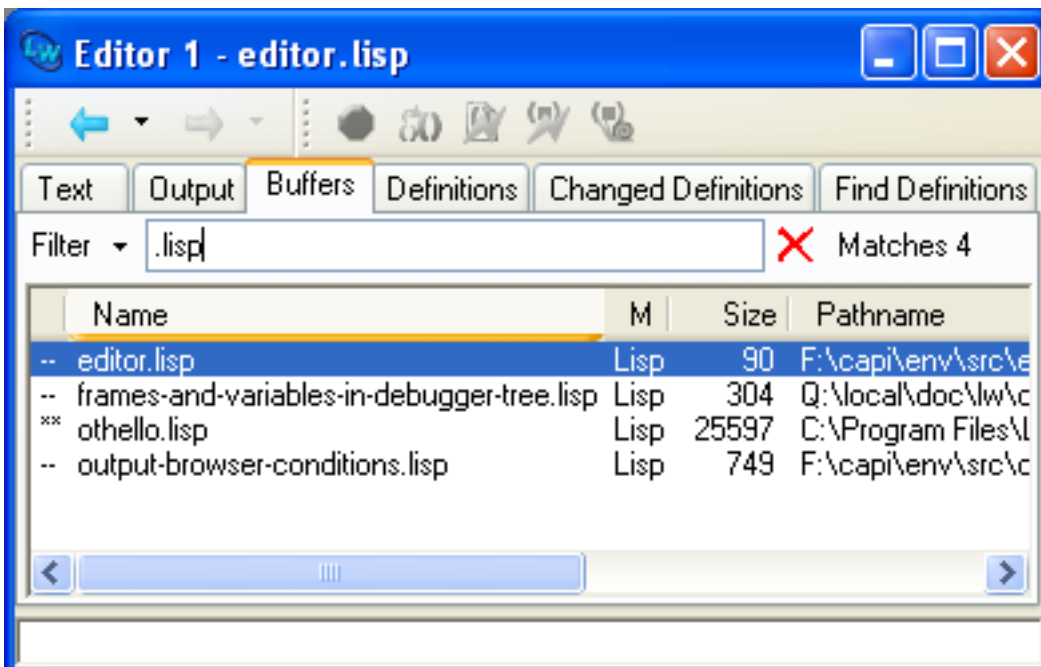 Editor 1 - editor.lisp
Text Output Buffers Definitions Changed Definitions Find Definitions
Filter .lisp Matches 4
Name M Size Pathname
-- editor.lisp Lisp 90 F:\capi\env\src\e
-- frames-and-variables-in-debugger-tree.lisp Lisp 304 Q:\local\doc\lw\c
** othello.lisp Lisp 25597 C:\Program Files\L
-- output-browser-conditions.lisp Lisp 749 F:\capi\env\src\c